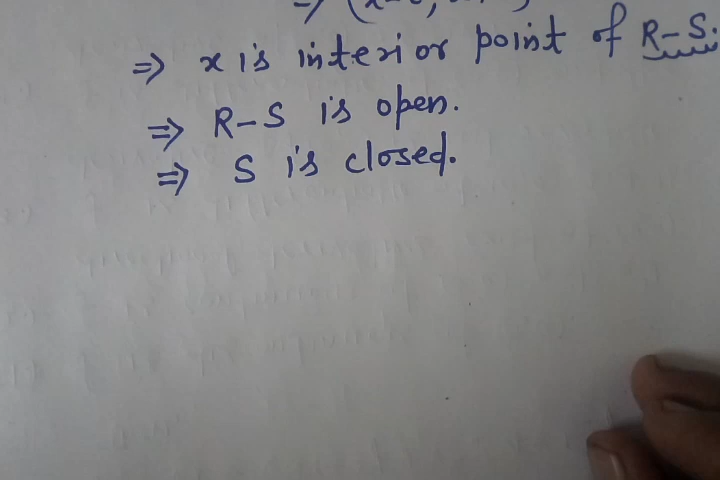 ⇒ x is interior point of R-S.
⇒ R-S is open.
⇒ S is closed.